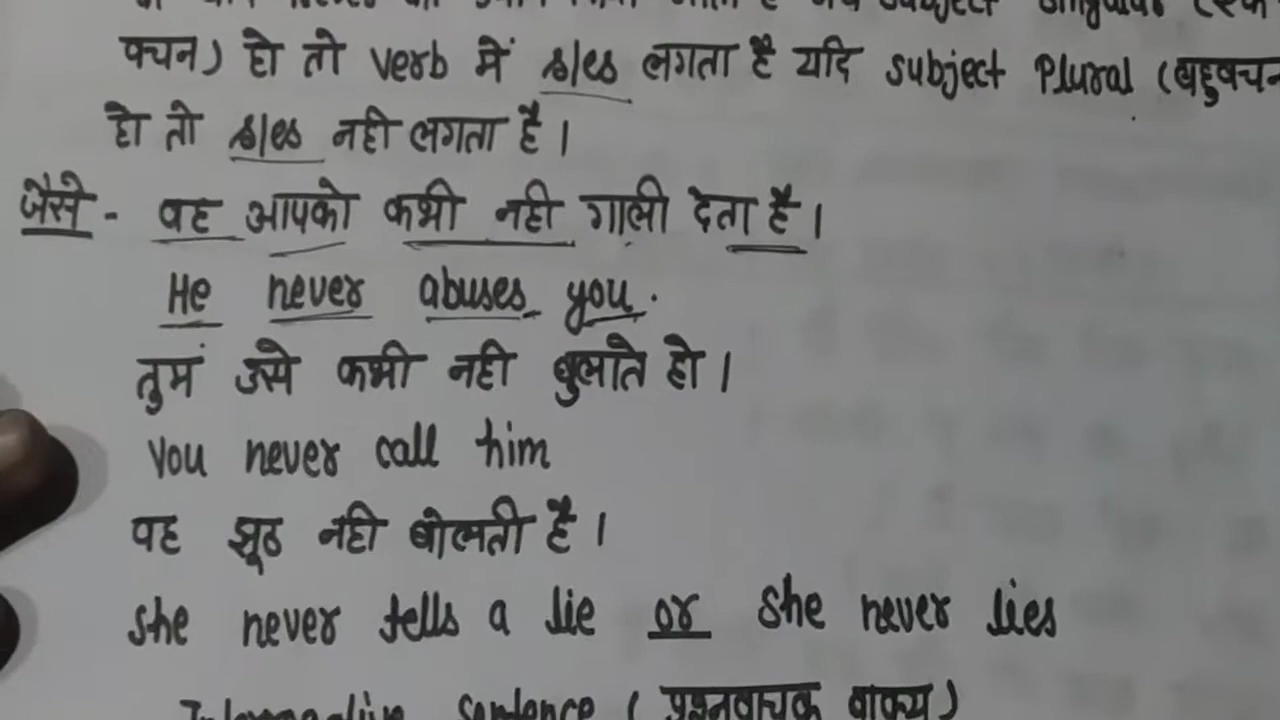 subject
वचन) हो तो verb में s/es लगता है यदि subject Plural (बहुवचन
हो तो s/es नही लगता है।
जैसे - वह आपको कभी नही गाली देता है।
He never abuses you.
तुम उसे कभी नही बुलाते हो।
You never call him
वह झूठ नही बोलती है।
She never tells a lie or She never lies
Sentence (प्रश्नवाचक वाक्य)